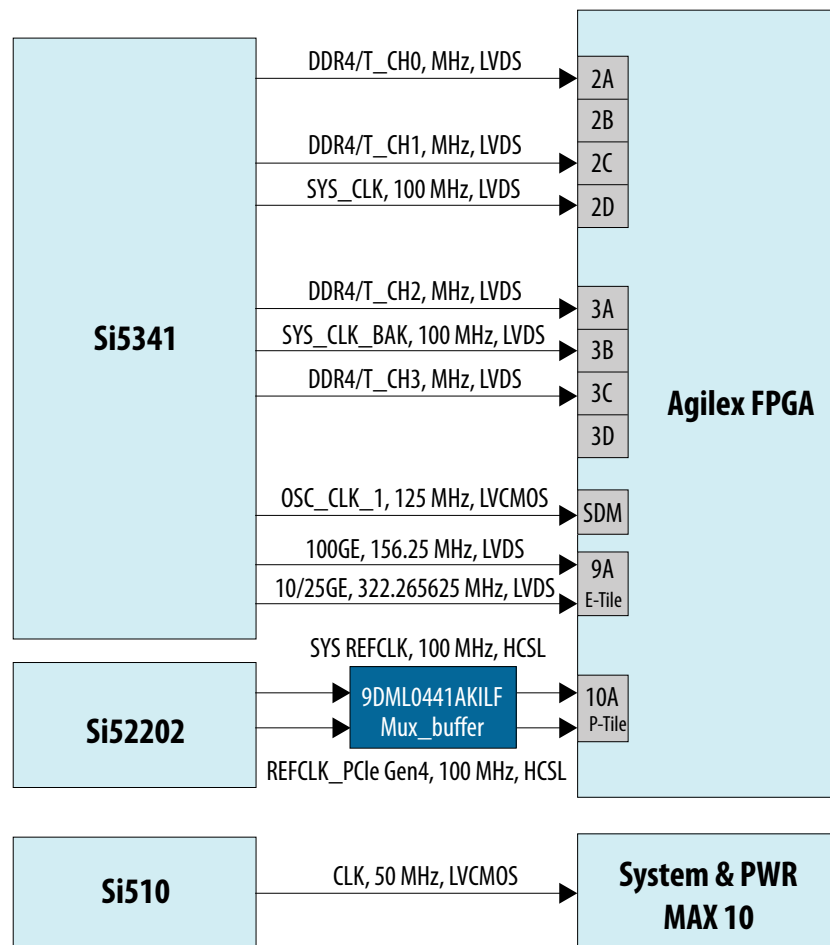 DDR4/T_CH0, MHz, LVDS
2A
2B
DDR4/T_CH1, MHz, LVDS
2C
SYS_CLK, 100 MHz, LVDS
2D
DDR4/T_CH2, MHz, LVDS
3A
Si5341
SYS_CLK_BAK, 100 MHz, LVDS
3B
DDR4/T_CH3, MHz, LVDS
3C
Agilex FPGA
3D
OSC_CLK_1, 125 MHz, LVCMOS
SDM
100GE, 156.25 MHz, LVDS
9A
10/25GE, 322.265625 MHz, LVDS
E-Tile
SYS REFCLK, 100 MHz, HCSL
9DML0441AKILF
Mux_buffer
10A
P-Tile
Si52202
REFCLK_PCle Gen4, 100 MHz, HCSL
Si510
CLK, 50 MHz, LVCMOS
System & PWR
MAX 10